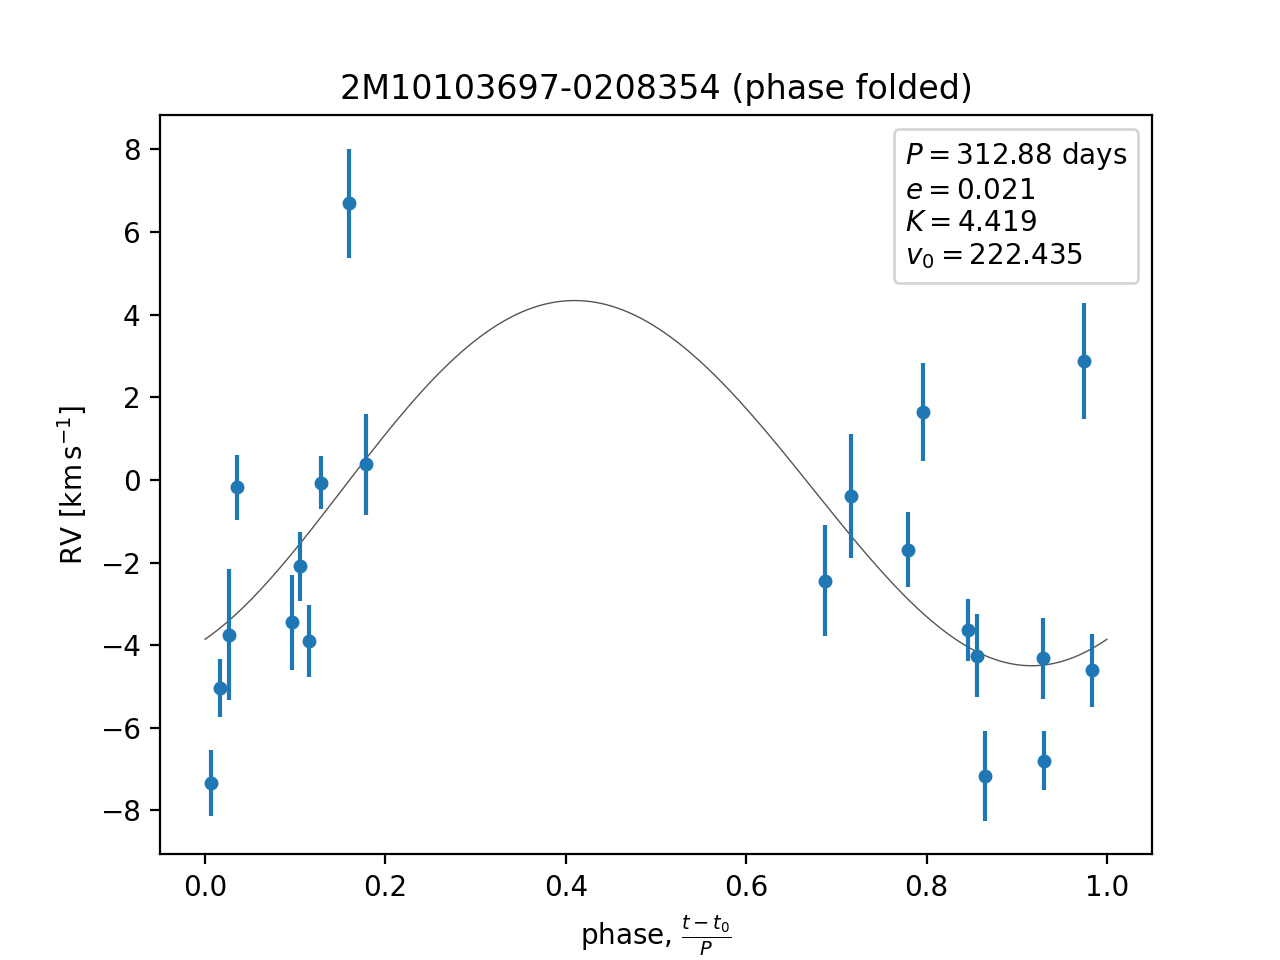 2M10103697-0208354 (phase folded)
P = 312.88 days
e = 0.021
K = 4.419
v₀ = 222.435
8
6
4
2
0
−2
−4
−6
−8
RV [km s⁻¹]
0.0 0.2 0.4 0.6 0.8 1.0
phase, (t − t₀)/P